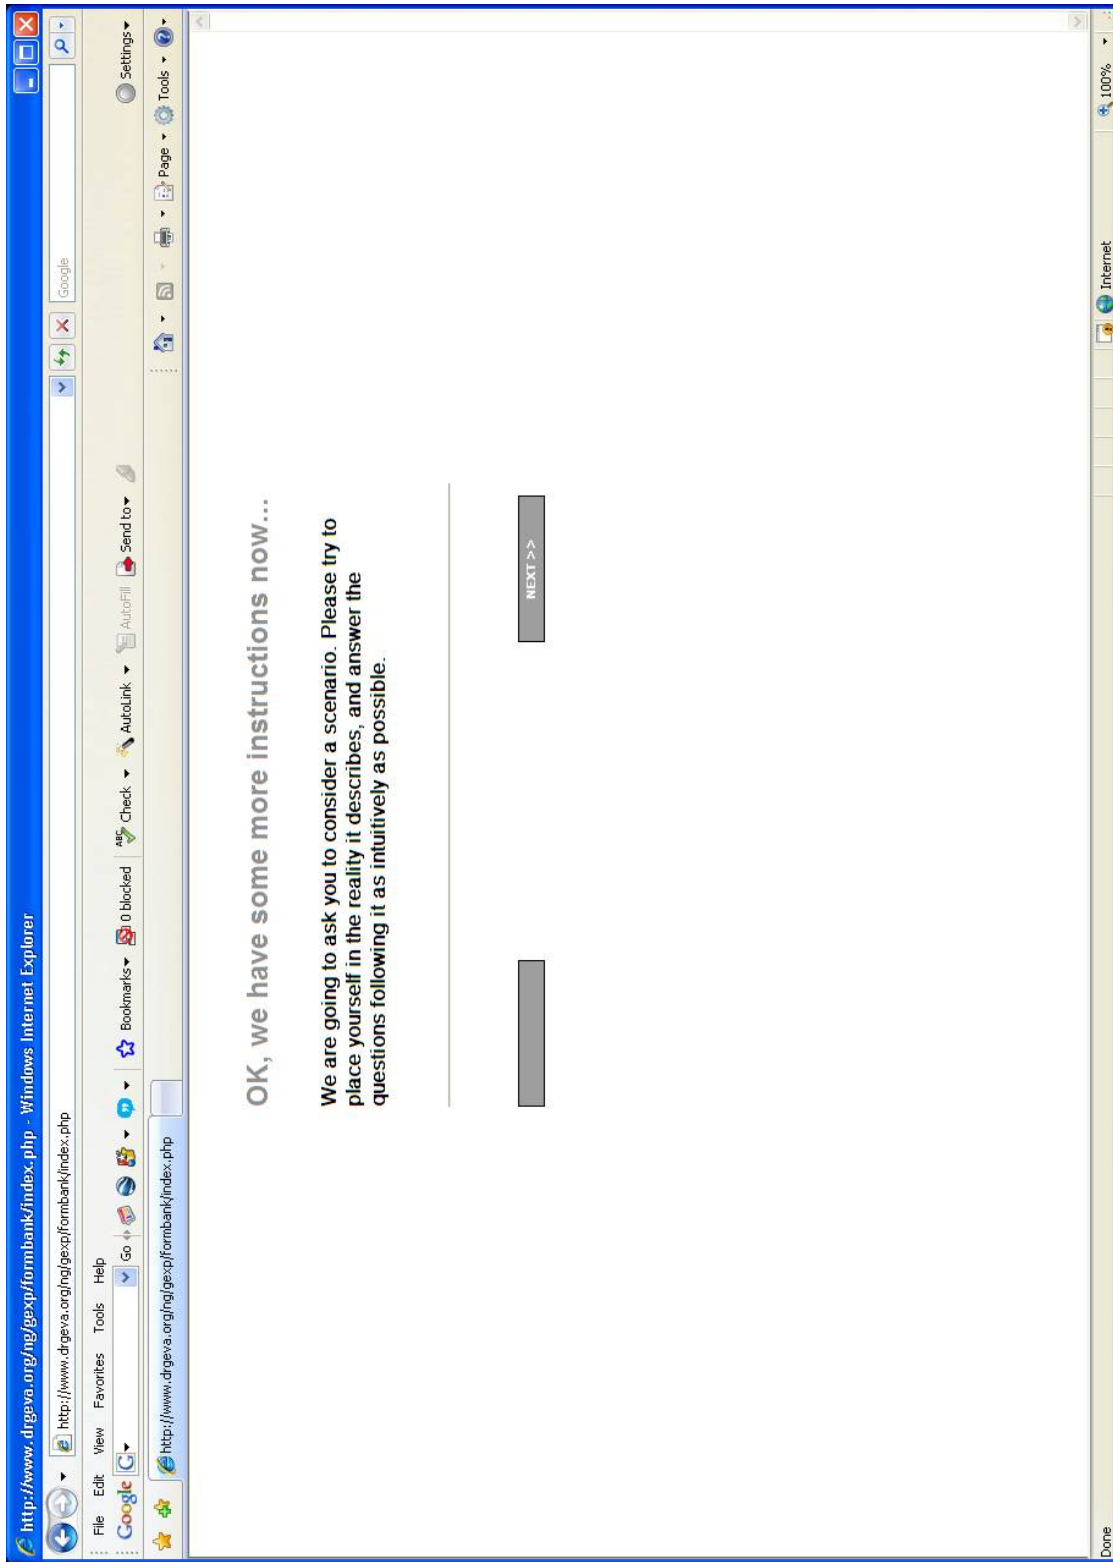 http://www.drgeva.org/ng/gexp/formbank/index.php - Windows Internet Explorer
http://www.drgeva.org/ng/gexp/formbank/index.php
Google
File Edit View Favorites Tools Help
Google G Go Bookmarks 0 blocked ABC Check AutoLink AutoFill Send to Settings
http://www.drgeva.org/ng/gexp/formbank/index.php Page Tools
OK, we have some more instructions now...
We are going to ask you to consider a scenario. Please try to
place yourself in the reality it describes, and answer the
questions following it as intuitively as possible.
NEXT >>
Done Internet 100%